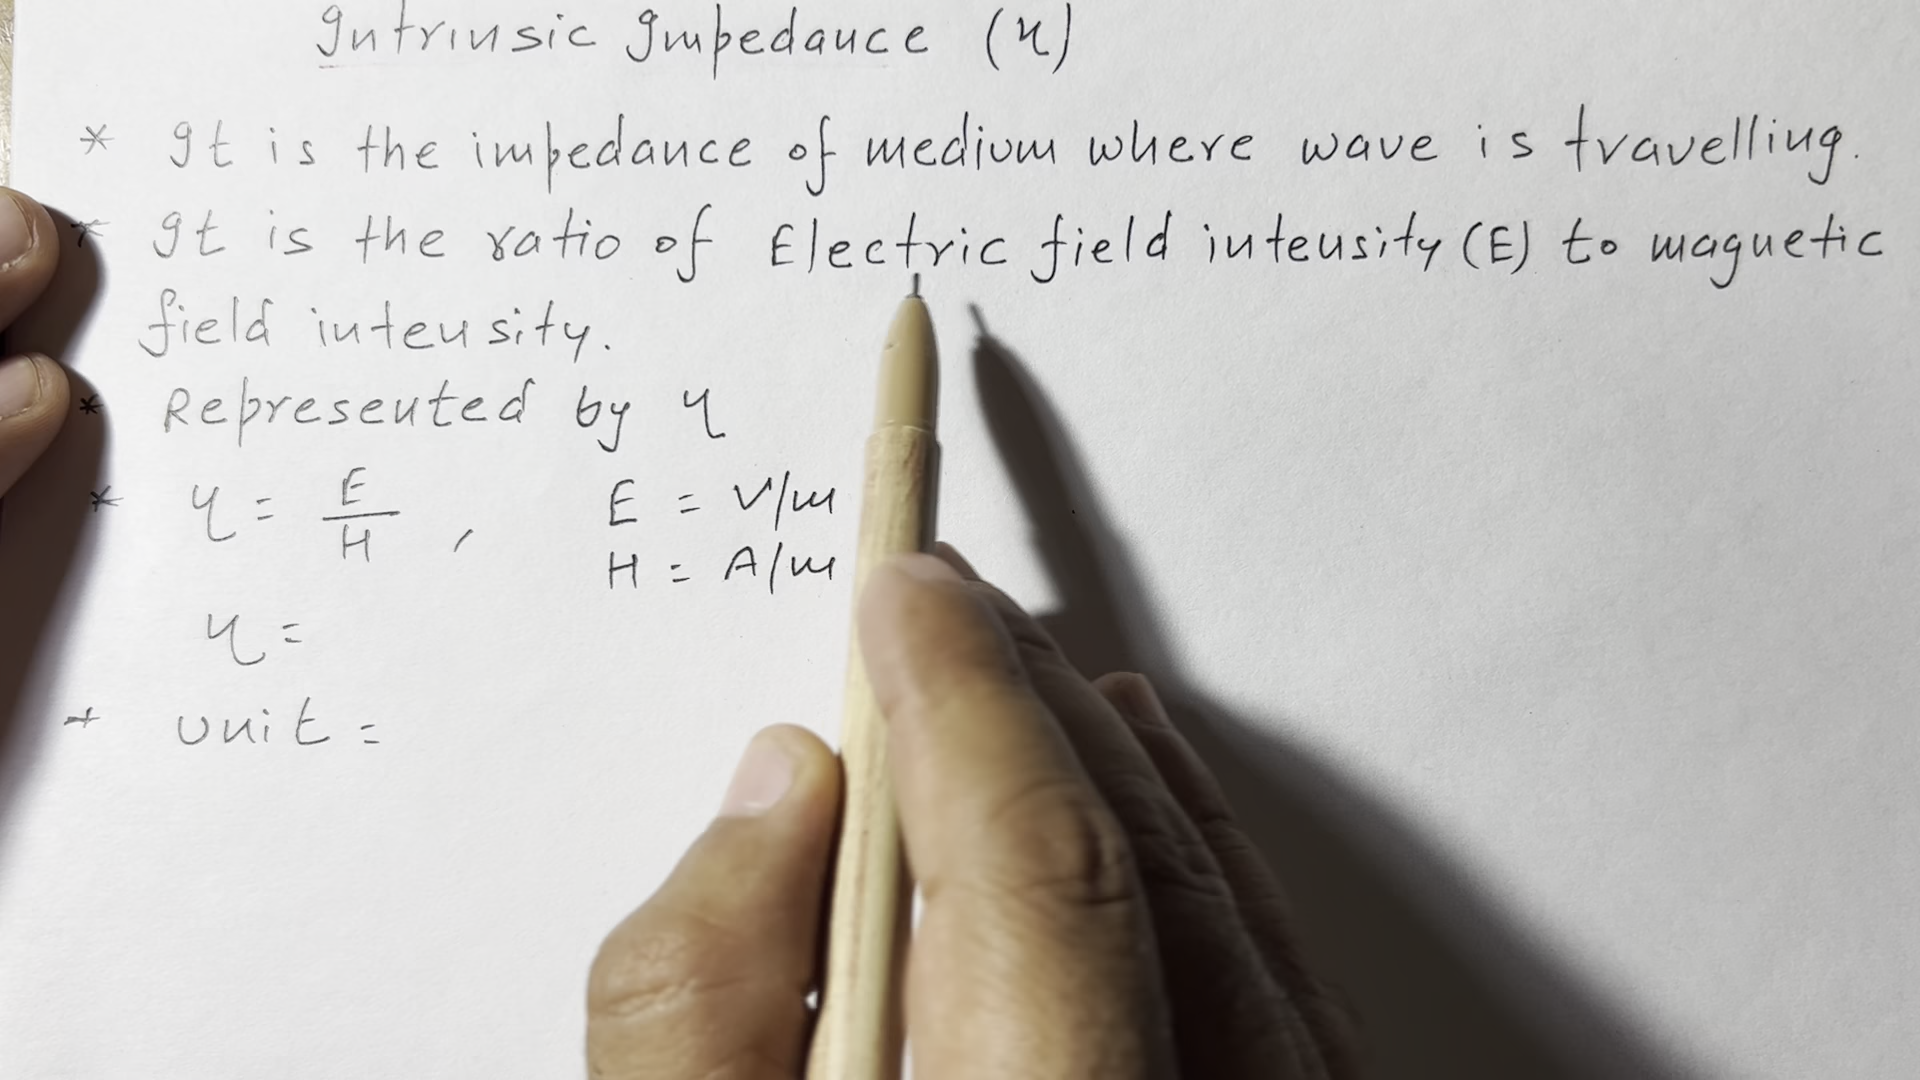 Intrinsic Impedance (η)
* It is the impedance of medium where wave is travelling.
* It is the ratio of Electric field intensity (E) to magnetic
field intensity.
* Represented by η
* η = E/H , E = V/m
H = A/m
η =
* unit =